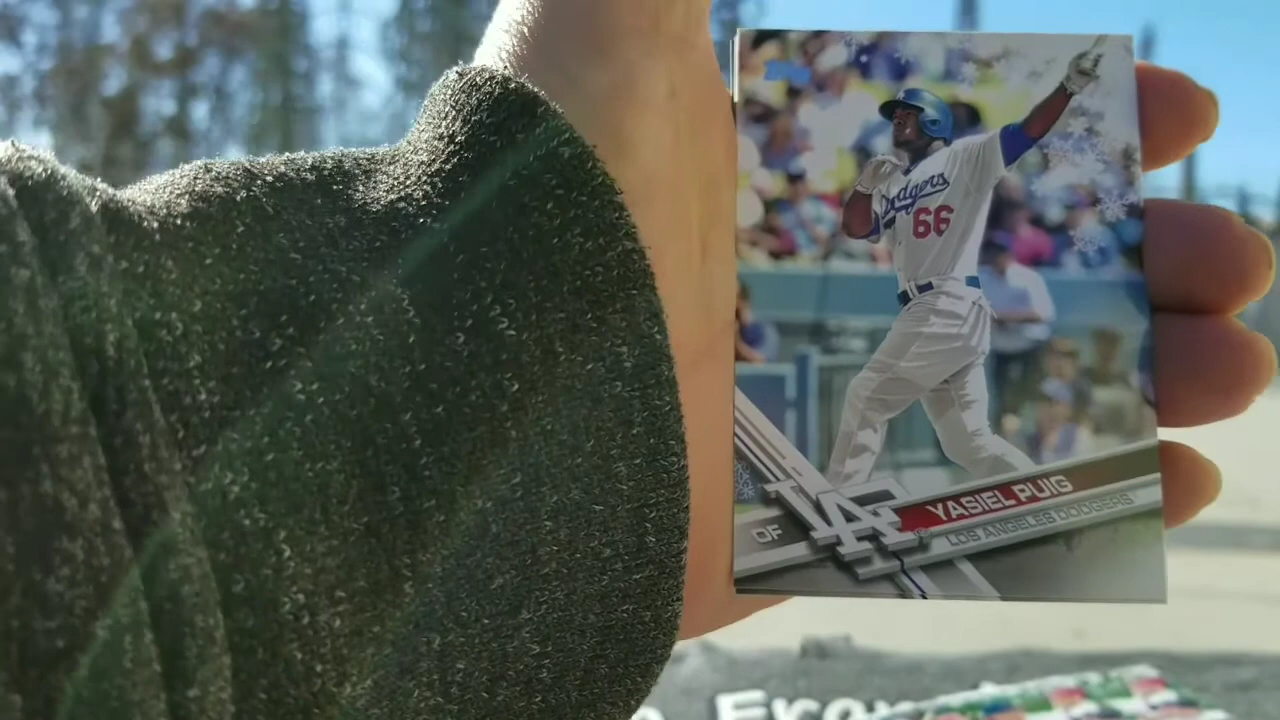 Dodgers
66
YASIEL PUIG
LA
OF
LOS ANGELES DODGERS